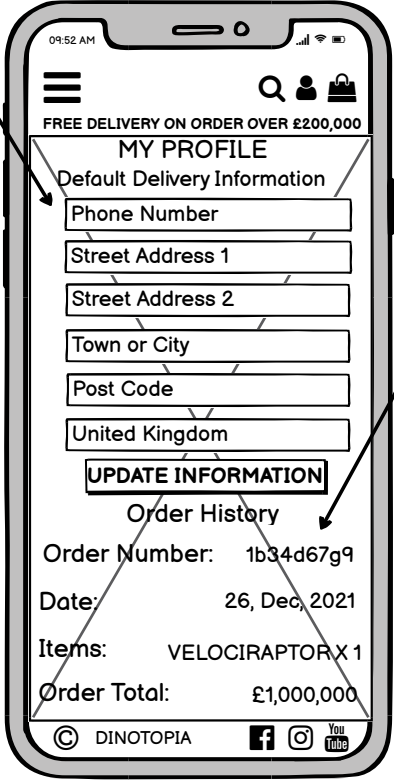 09:52 AM
FREE DELIVERY ON ORDER OVER £200,000
MY PROFILE
Default Delivery Information
Phone Number
Street Address 1
Street Address 2
Town or City
Post Code
United Kingdom
UPDATE INFORMATION
Order History
Order Number: 1b34d67g9
Date: 26, Dec, 2021
Items: VELOCIRAPTOR X 1
Order Total: £1,000,000
© DINOTOPIA You
Tube